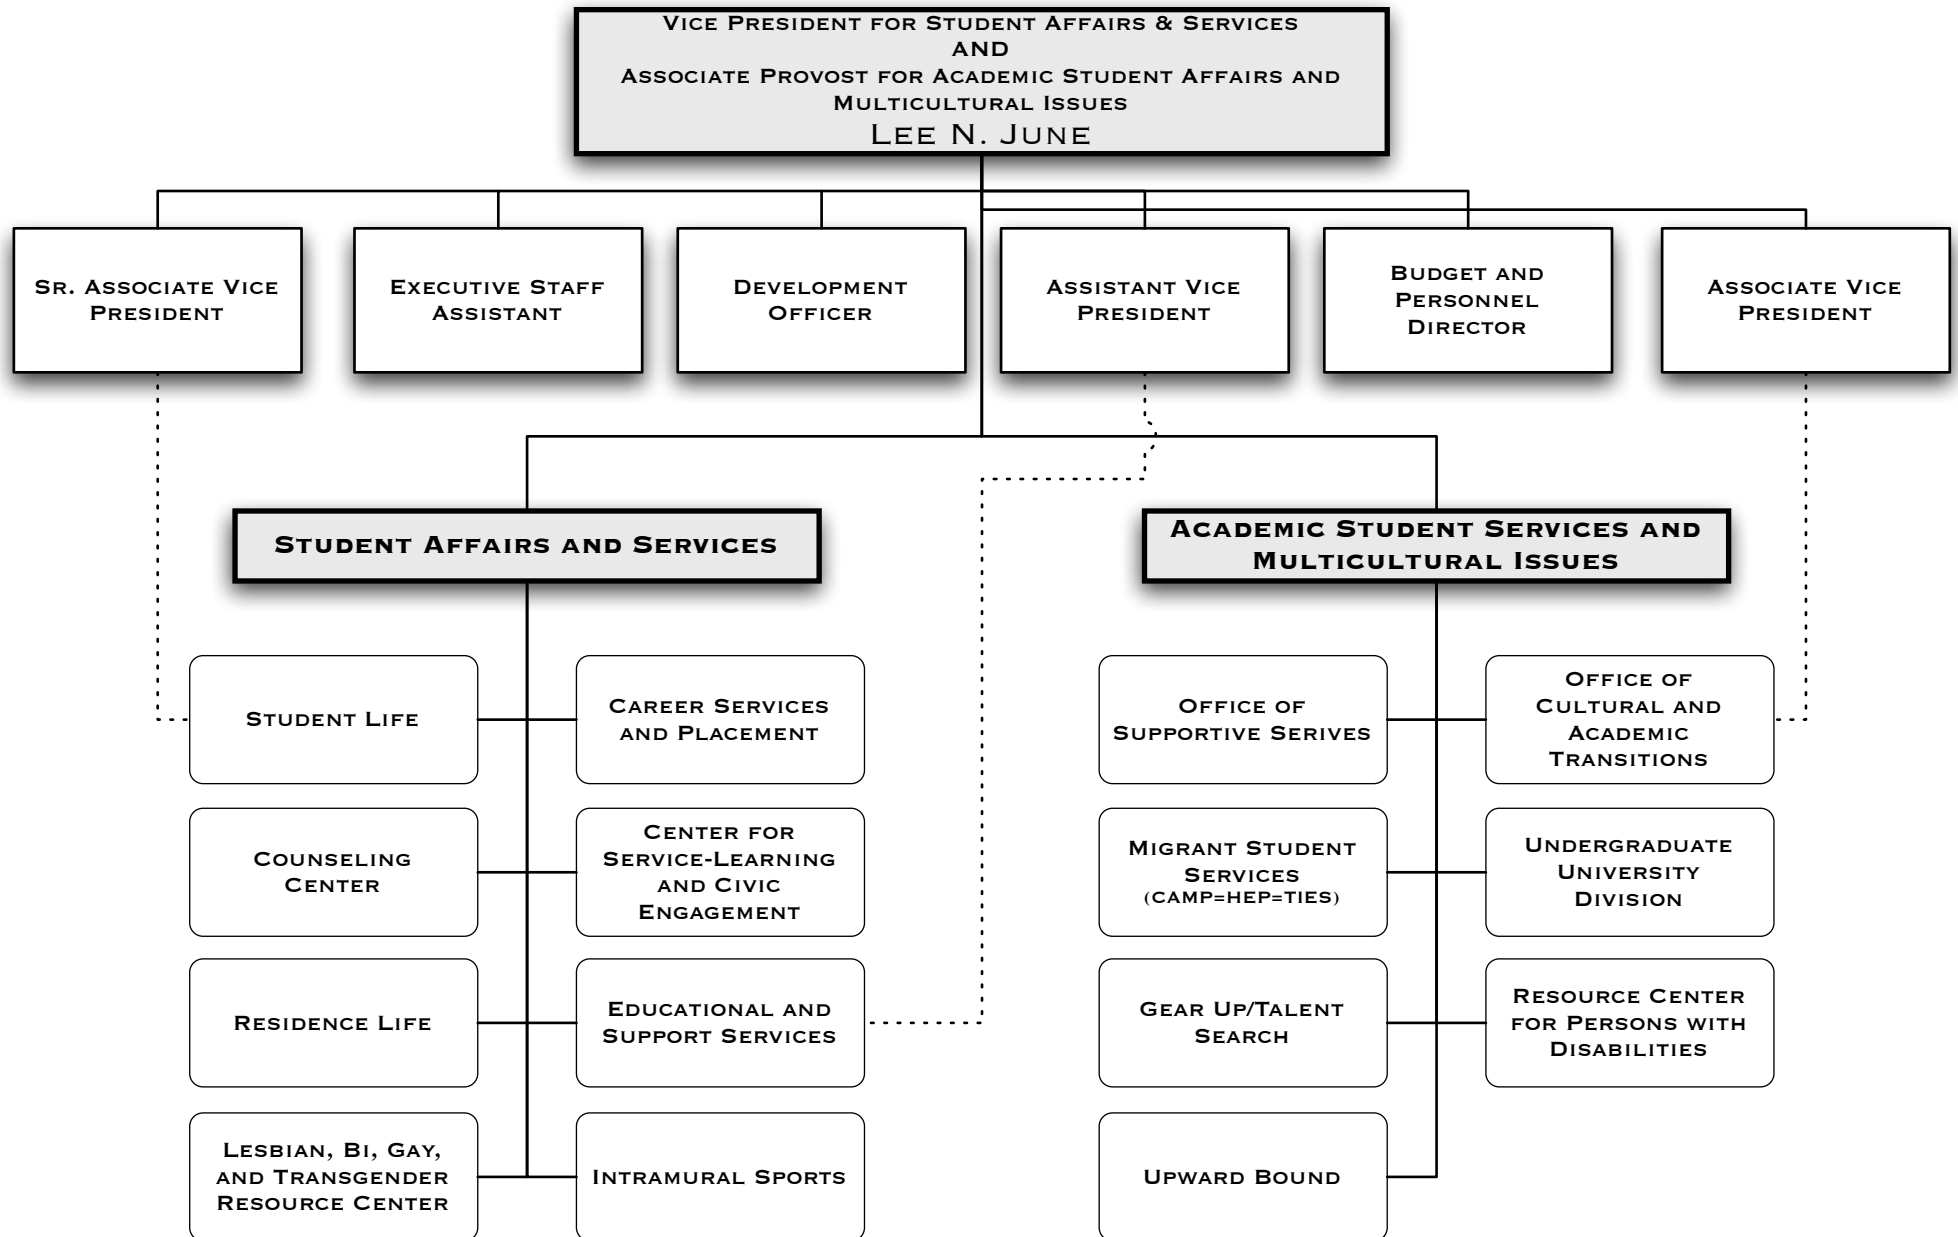 Vice President for Student Affairs & Services
AND
Associate Provost for Academic Student Affairs and
Multicultural Issues
Lee N. June
Sr. Associate Vice
President
Executive Staff
Assistant
Development
Officer
Assistant Vice
President
Budget and
Personnel
Director
Associate Vice
President
Student Affairs and Services
Academic Student Services and
Multicultural Issues
Student Life
Career Services
and Placement
Office of
Supportive Serives
Office of
Cultural and
Academic
Transitions
Counseling
Center
Center for
Service-Learning
and Civic
Engagement
Migrant Student
Services
(CAMP=HEP=TIES)
Undergraduate
University
Division
Residence Life
Educational and
Support Services
Gear Up/Talent
Search
Resource Center
for Persons with
Disabilities
Lesbian, Bi, Gay,
and Transgender
Resource Center
Intramural Sports
Upward Bound